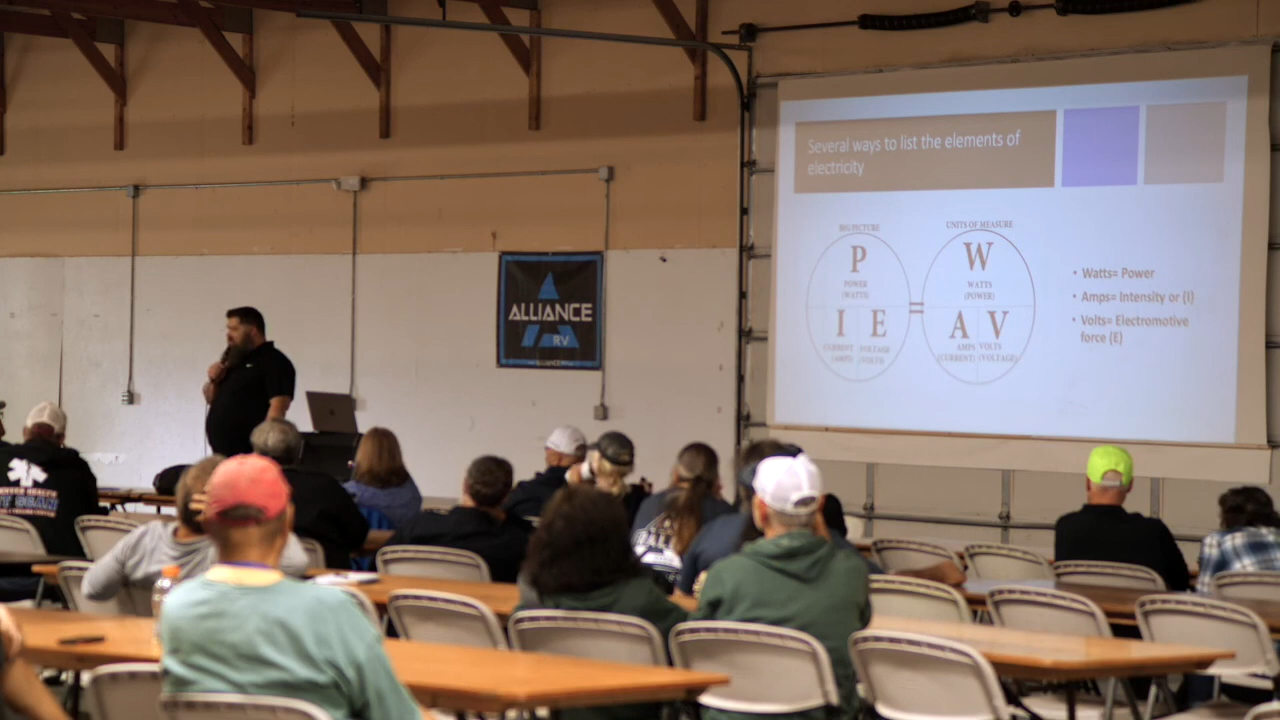 Several ways to list the elements of
electricity
BIG PICTURE
P
POWER
(WATTS)
I E
(CURRENT VOLTAGE
AMPS) (VOLTS)
=
UNITS OF MEASURE
W
WATTS
(POWER)
A V
AMPS VOLTS
(CURRENT) (VOLTAGE)
• Watts= Power
• Amps= Intensity or (I)
• Volts= Electromotive
force (E)
ALLIANCE
RV